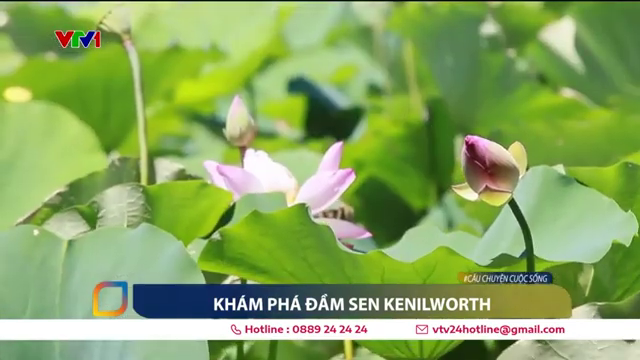 VTV1
#CÂU CHUYỆN CUỘC SỐNG
KHÁM PHÁ ĐẦM SEN KENILWORTH
Hotline : 0889 24 24 24
vtv24hotline@gmail.com